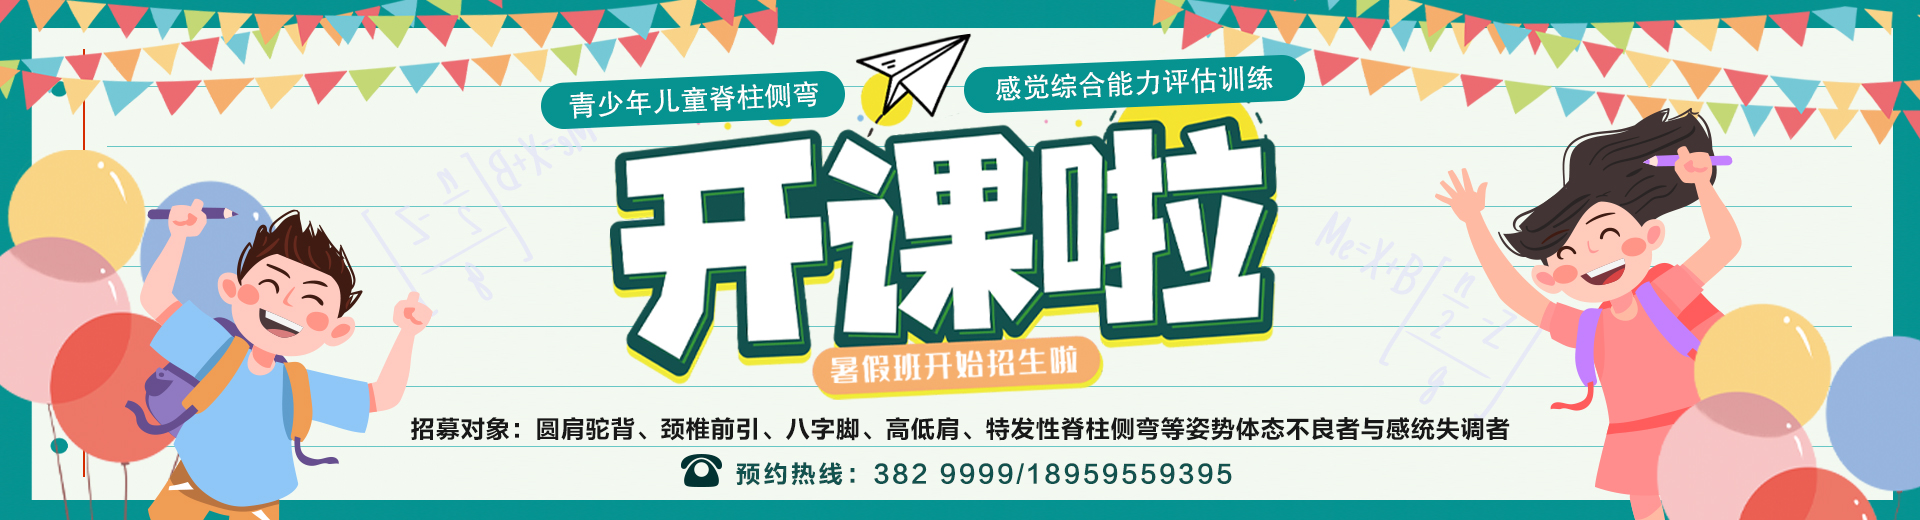 青少年儿童脊柱侧弯
感觉综合能力评估训练
开课啦
暑假班开始招生啦
招募对象：圆肩驼背、颈椎前引、八字脚、高低肩、特发性脊柱侧弯等姿势体态不良者与感统失调者
预约热线：382 9999/18959559395
Me=X+B[n/2-Z/g]
Me=X+B[n/2-Z/g]